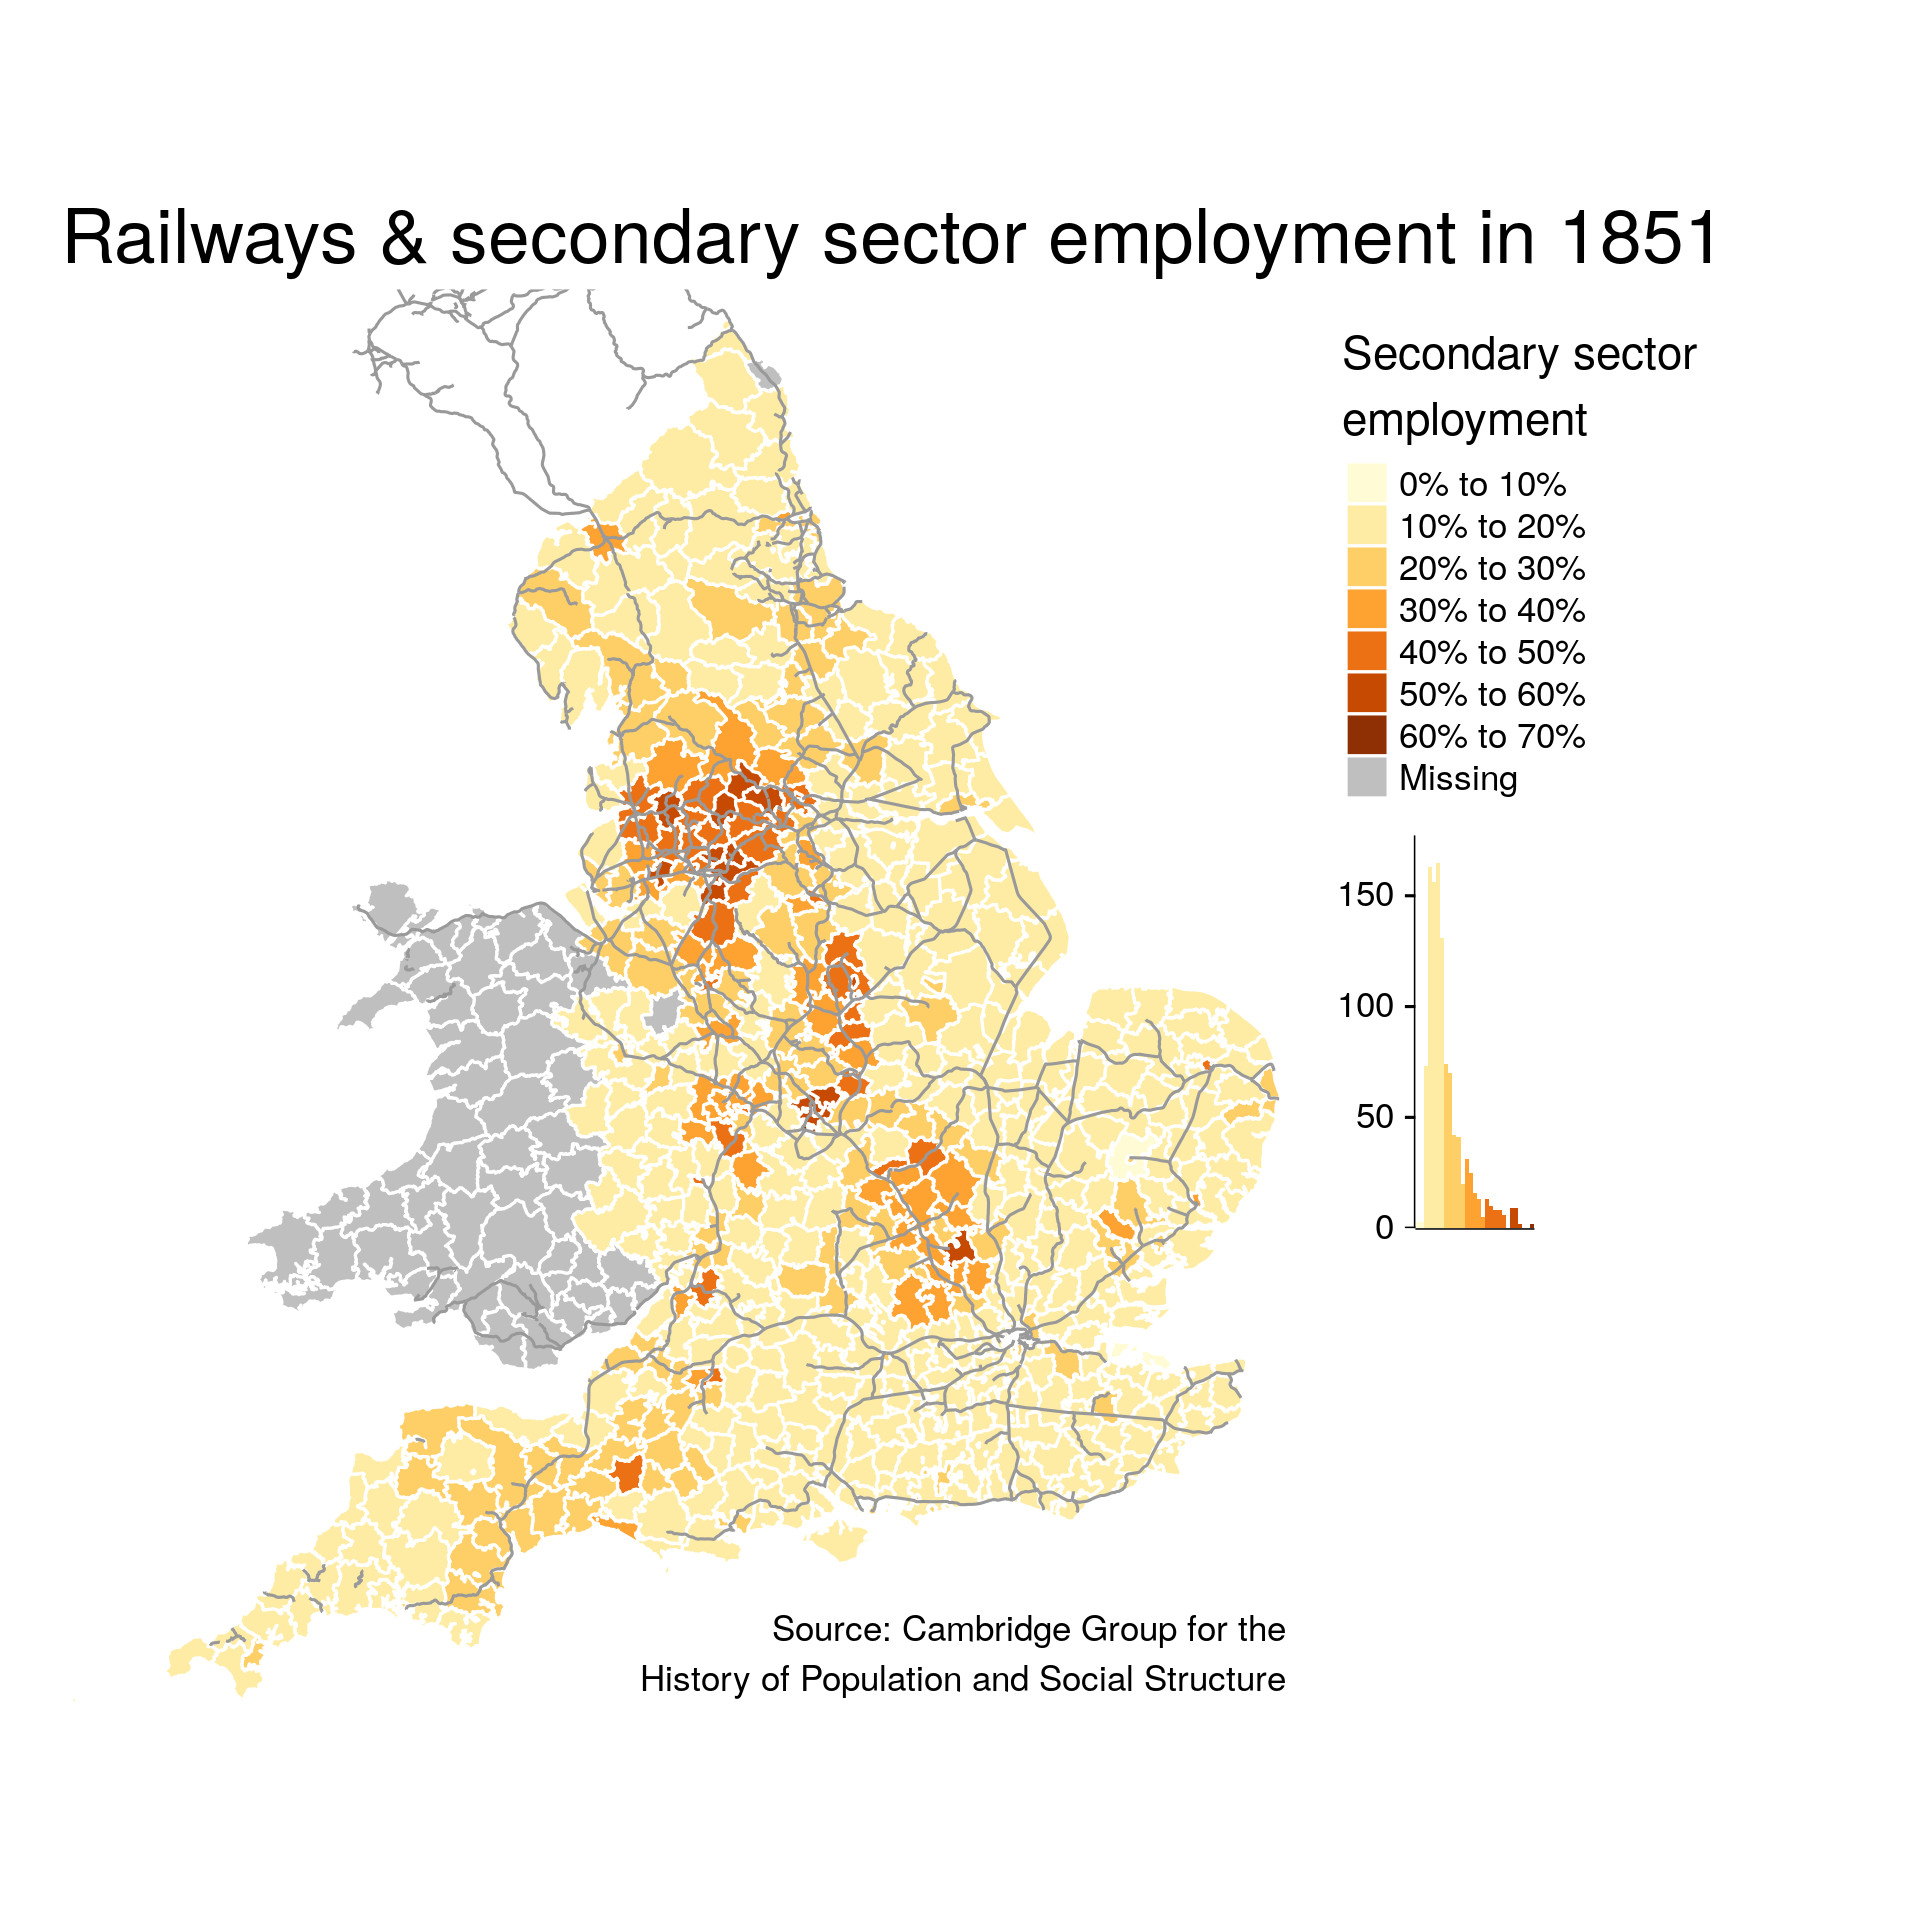 Railways & secondary sector employment in 1851
Secondary sector
employment
0% to 10%
10% to 20%
20% to 30%
30% to 40%
40% to 50%
50% to 60%
60% to 70%
Missing
150
100
50
0
Source: Cambridge Group for the
History of Population and Social Structure